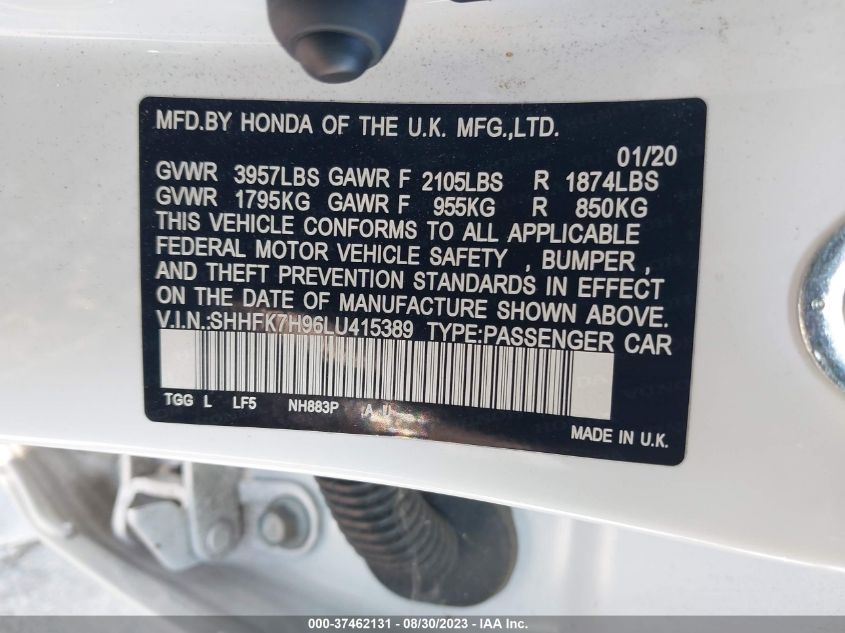 MFD.BY HONDA OF THE U.K. MFG.,LTD.
01/20
GVWR 3957LBS GAWR F 2105LBS R 1874LBS
GVWR 1795KG GAWR F 955KG R 850KG
THIS VEHICLE CONFORMS TO ALL APPLICABLE
FEDERAL MOTOR VEHICLE SAFETY , BUMPER ,
AND THEFT PREVENTION STANDARDS IN EFFECT
ON THE DATE OF MANUFACTURE SHOWN ABOVE.
V.I.N.:SHHFK7H96LU415389 TYPE:PASSENGER CAR
TGG L LF5 NH883P A U
MADE IN U.K.
000-37462131 - 08/30/2023 - IAA Inc.